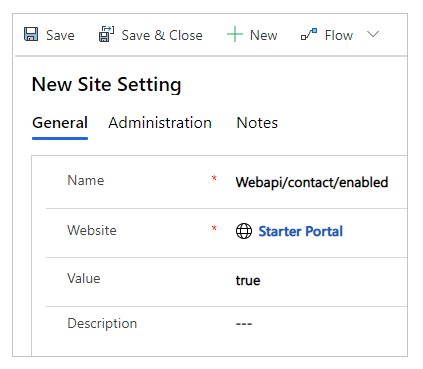 Save Save & Close New Flow
New Site Setting
General Administration Notes
Name * Webapi/contact/enabled
Website * Starter Portal
Value true
Description ---